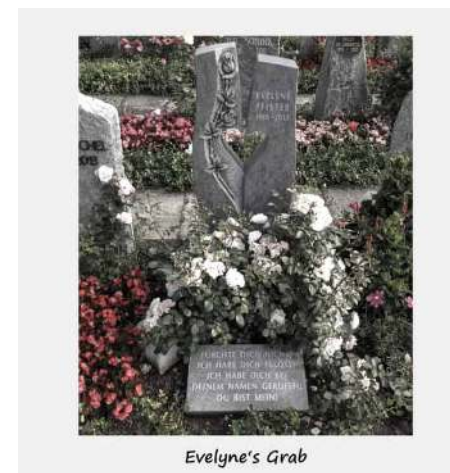 EVELYNE
PFISTER
FÜRCHTE DICH NICHT,
ICH HABE DICH ERLÖST.
ICH HABE DICH BEI
DEINEM NAMEN GERUFEN,
DU BIST MEIN!
Evelyne's Grab